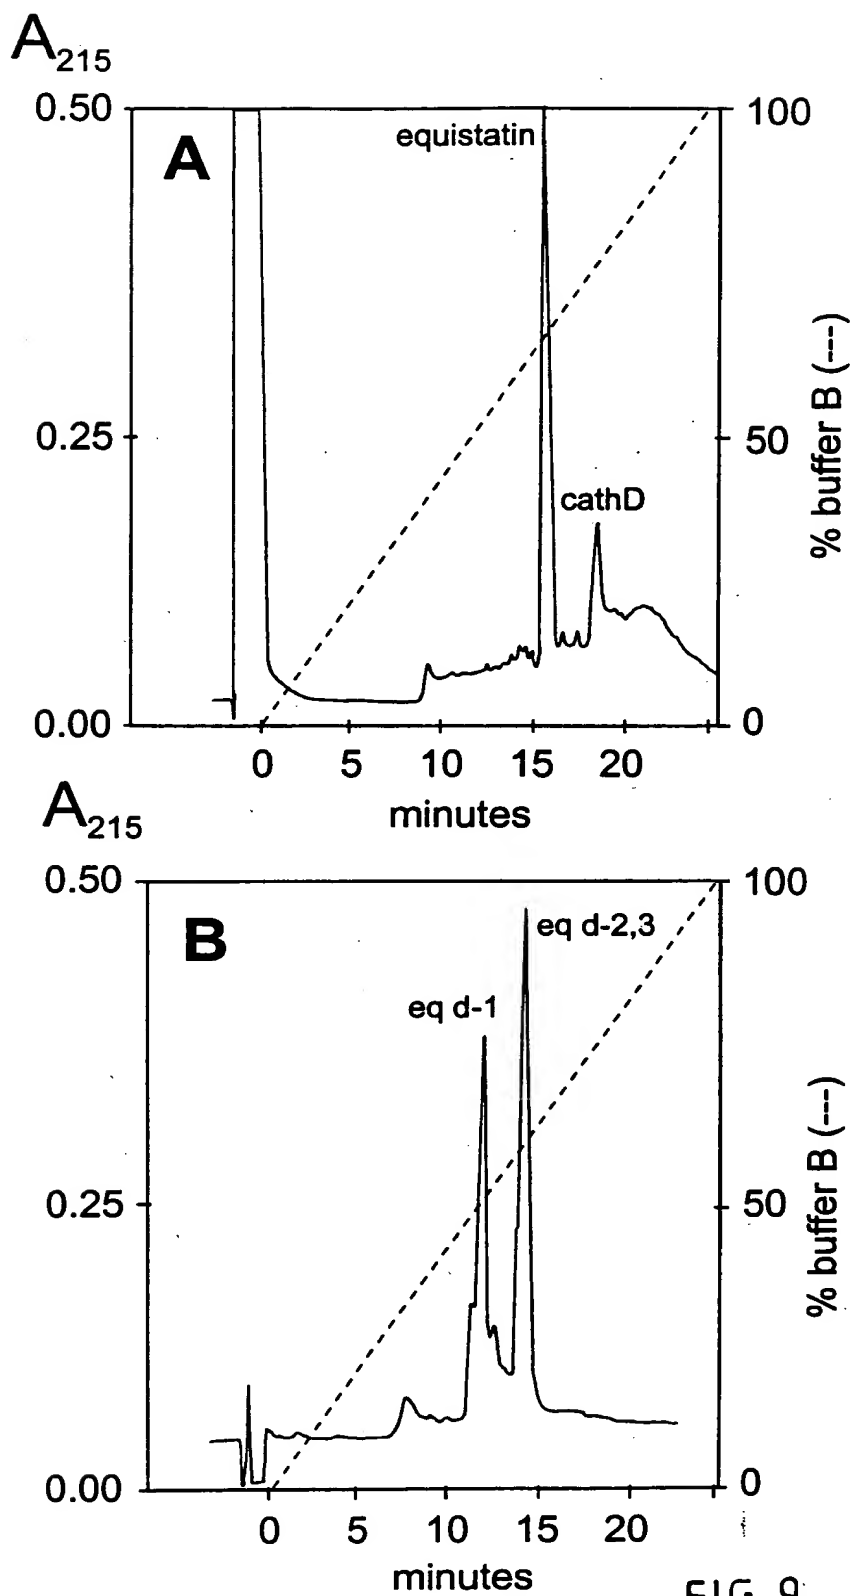 A215
0.50
100
A
equistatin
0.25
50
cathD
% buffer B (---)
0.00
0
0 5 10 15 20
minutes
A215
0.50
100
B
eq d-2,3
eq d-1
0.25
50
% buffer B (---)
0.00
0
0 5 10 15 20
minutes
FIG. 9